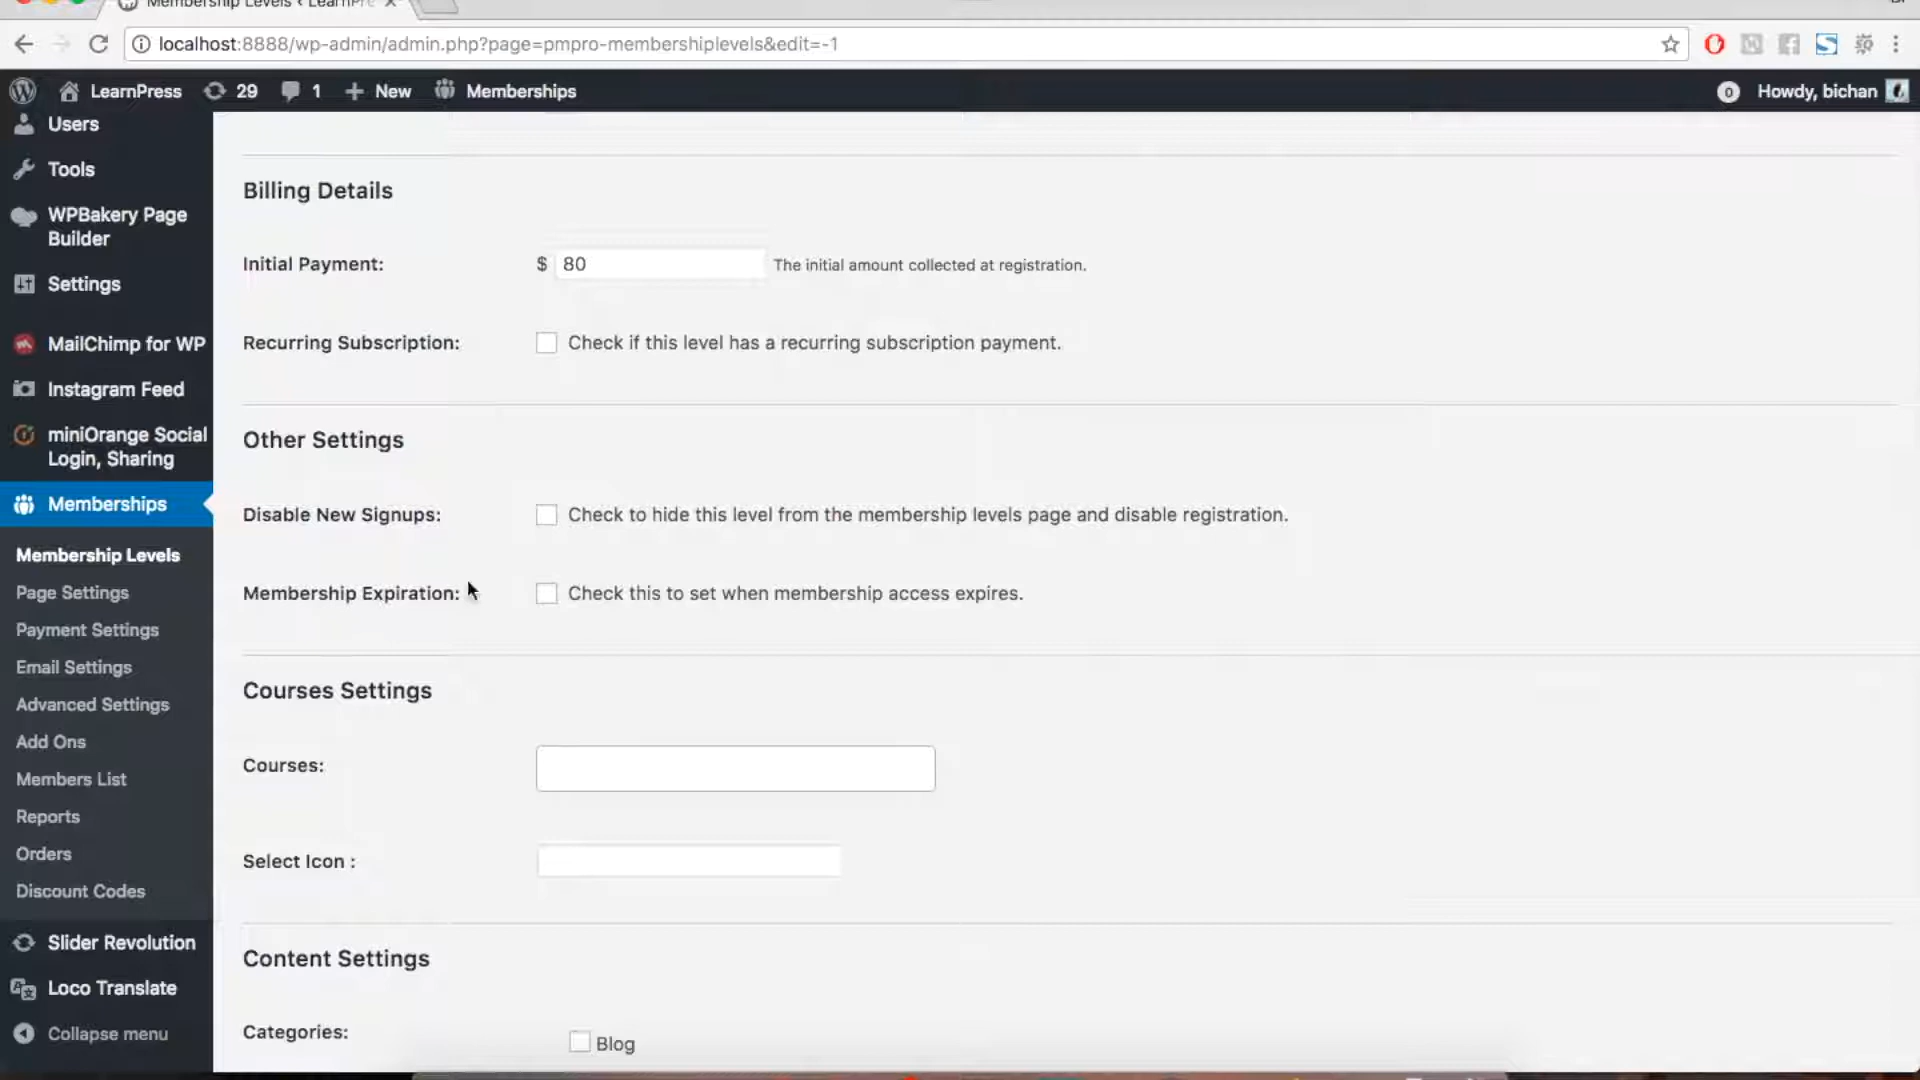 Membership Levels ‹ LearnPre
localhost:8888/wp-admin/admin.php?page=pmpro-membershiplevels&edit=-1
LearnPress 29 1 New Memberships 0 Howdy, bichan
Users
Tools
WPBakery Page
Builder
Settings
MailChimp for WP
Instagram Feed
miniOrange Social
Login, Sharing
Memberships
Membership Levels
Page Settings
Payment Settings
Email Settings
Advanced Settings
Add Ons
Members List
Reports
Orders
Discount Codes
Slider Revolution
Loco Translate
Collapse menu
Billing Details
Initial Payment: $ 80 The initial amount collected at registration.
Recurring Subscription: Check if this level has a recurring subscription payment.
Other Settings
Disable New Signups: Check to hide this level from the membership levels page and disable registration.
Membership Expiration: Check this to set when membership access expires.
Courses Settings
Courses:
Select Icon :
Content Settings
Categories: Blog